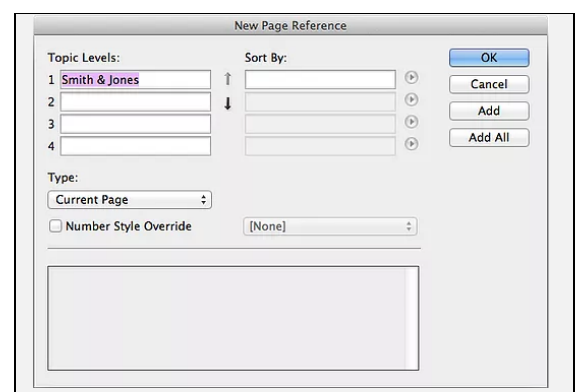 New Page Reference
Topic Levels:
Sort By:
1 Smith & Jones
2
3
4
OK
Cancel
Add
Add All
Type:
Current Page
Number Style Override
[None]